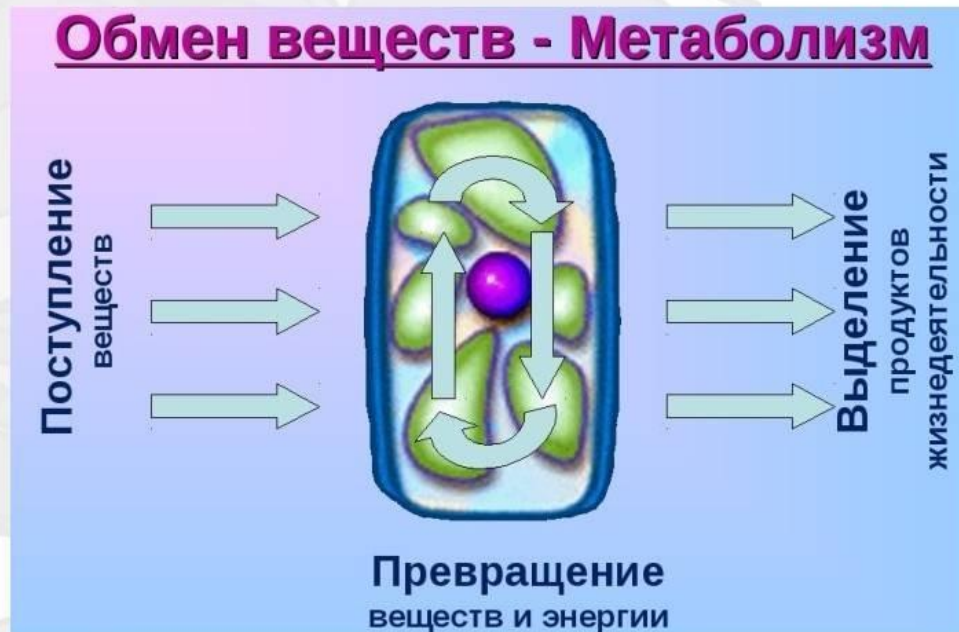 Обмен веществ - Метаболизм
Поступление
веществ
Выделение
продуктов
жизнедеятельности
Превращение
веществ и энергии